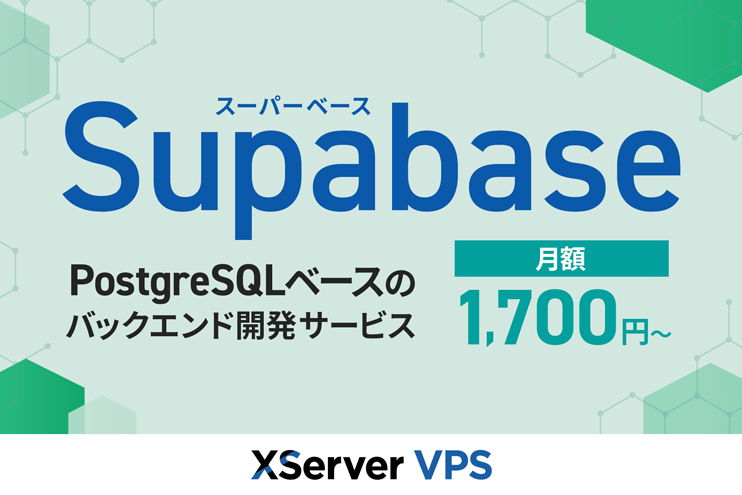 スーパーベース
Supabase
PostgreSQLベースの
バックエンド開発サービス
月額
1,700円～
XServer VPS